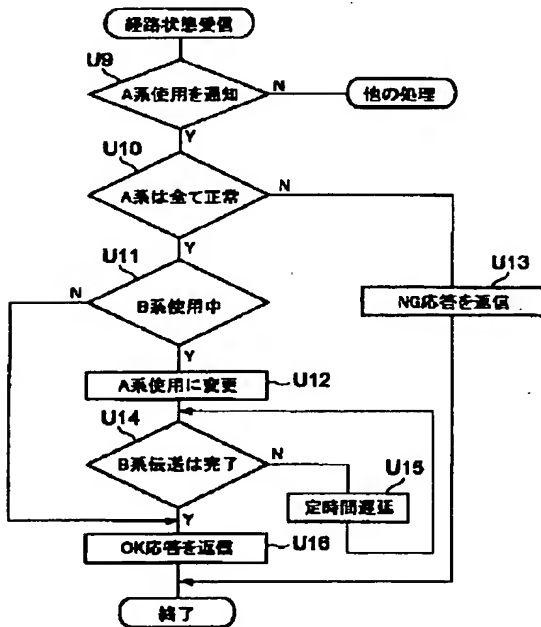 経路状態受信
U9
A系使用を通知
N
他の処理
Y
U10
A系は全て正常
N
Y
U11
U13
N
B系使用中
NG応答を返信
Y
A系使用に変更
U12
U14
B系伝送は完了
N
U15
定時間遅延
Y
OK応答を返信
U16
終了